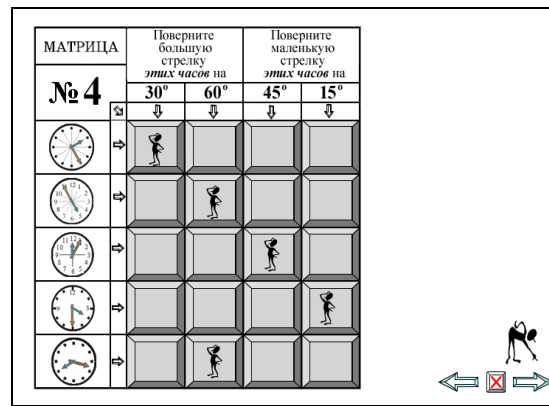 МАТРИЦА
№ 4
Поверните
большую
стрелку
этих часов на
Поверните
маленькую
стрелку
этих часов на
30° 60° 45° 15°